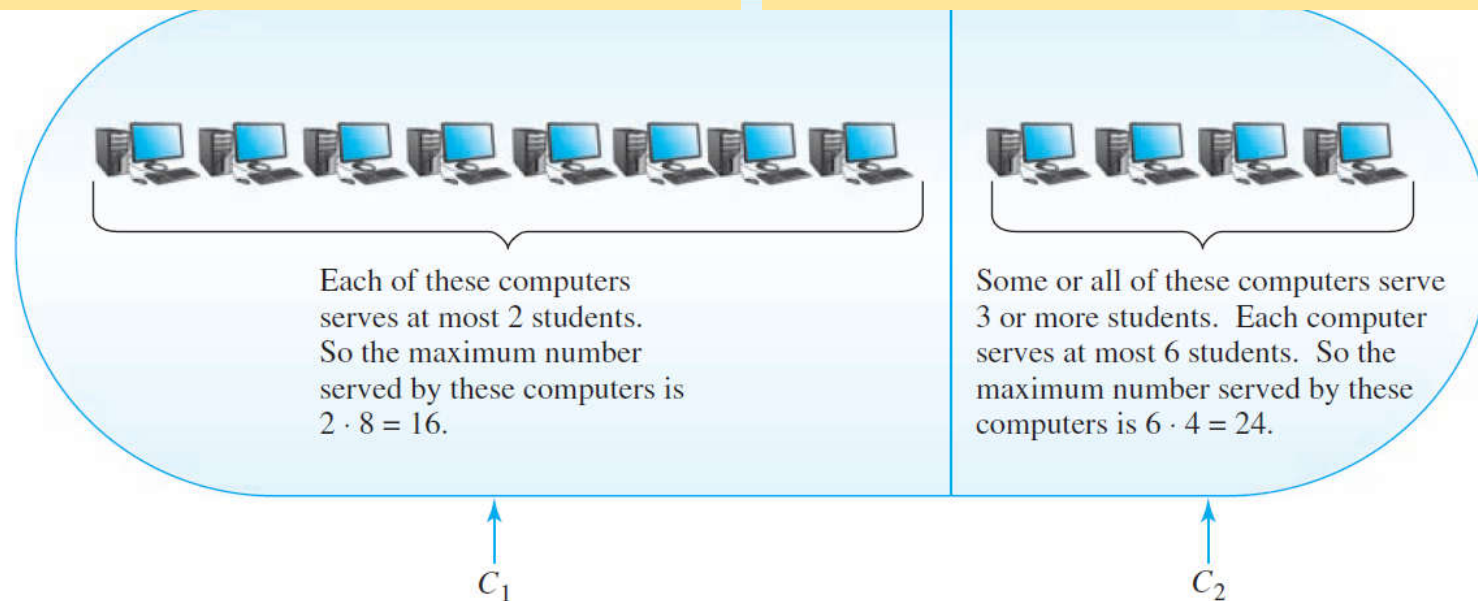 Each of these computers
serves at most 2 students.
So the maximum number
served by these computers is
2 · 8 = 16.
Some or all of these computers serve
3 or more students. Each computer
serves at most 6 students. So the
maximum number served by these
computers is 6 · 4 = 24.
C₁
C₂